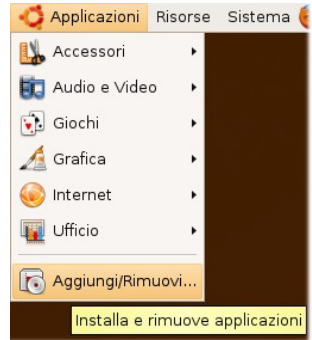 Applicazioni Risorse Sistema
Accessori
Audio e Video
Giochi
Grafica
Internet
Ufficio
Aggiungi/Rimuovi...
Installa e rimuove applicazioni